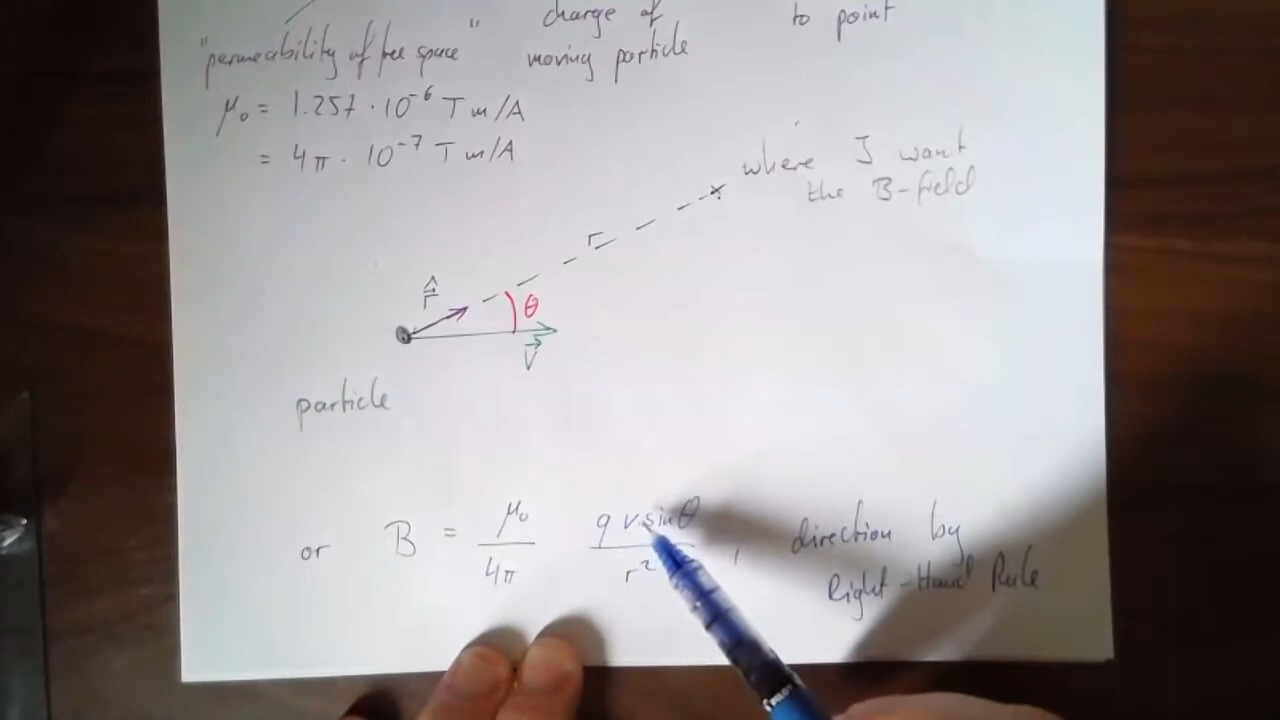 charge of
to point
"permeability of free space"
moving particle
μ₀ = 1.257 · 10⁻⁶ T m/A
= 4π · 10⁻⁷ T m/A
where I want
the B-field
r
r̂
θ
v⃗
particle
or B = μ₀/4π q v sinθ/r² , direction by
Right-Hand Rule